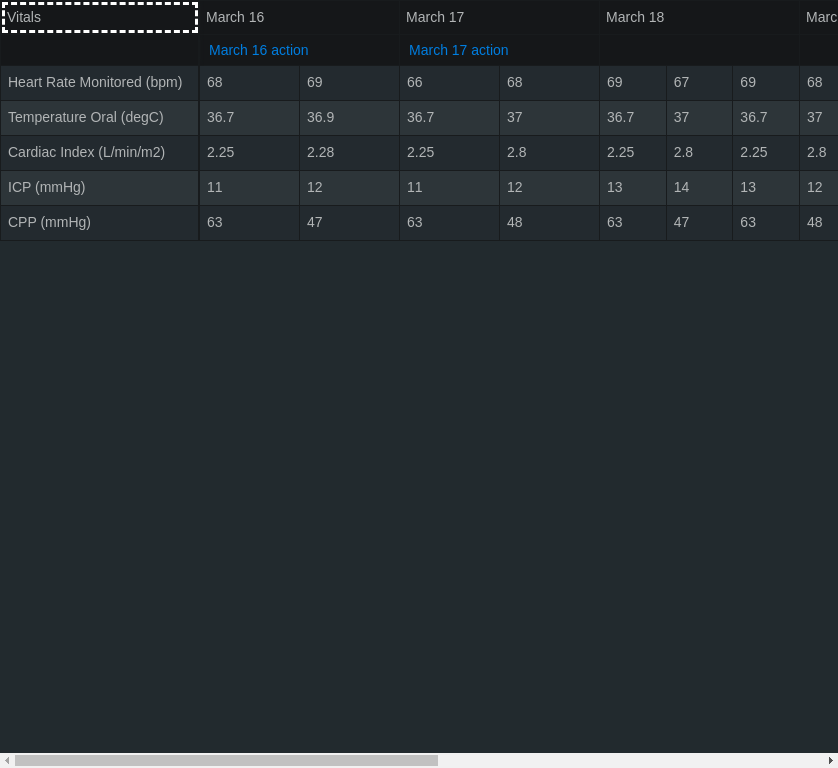 Vitals March 16 March 17 March 18 Marc
March 16 action March 17 action
Heart Rate Monitored (bpm) 68 69 66 68 69 67 69 68
Temperature Oral (degC) 36.7 36.9 36.7 37 36.7 37 36.7 37
Cardiac Index (L/min/m2) 2.25 2.28 2.25 2.8 2.25 2.8 2.25 2.8
ICP (mmHg) 11 12 11 12 13 14 13 12
CPP (mmHg) 63 47 63 48 63 47 63 48